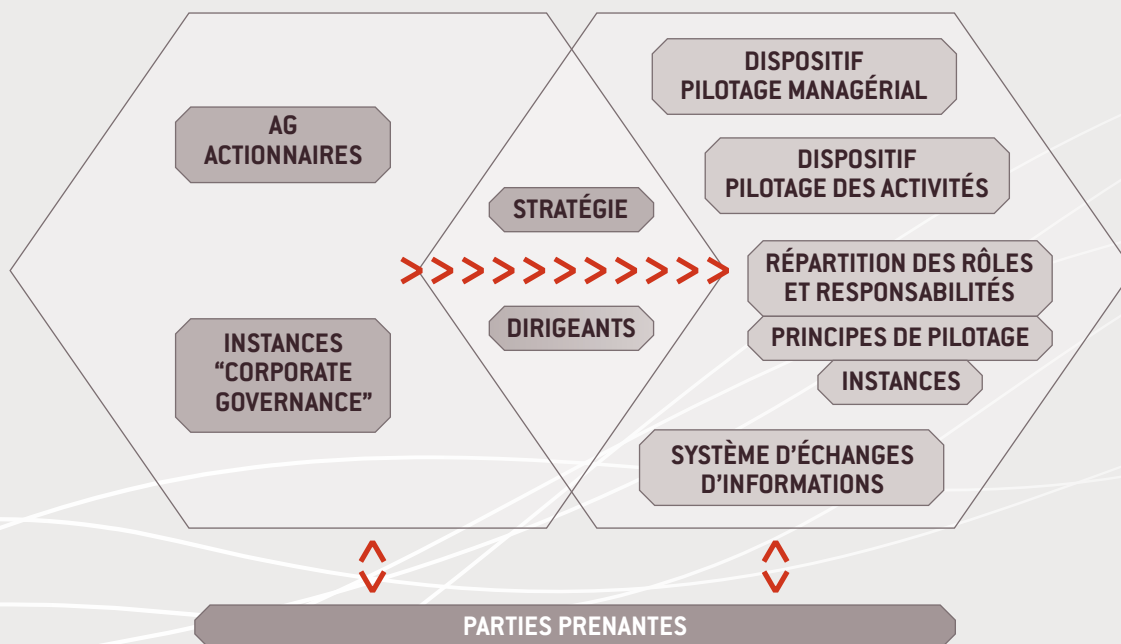 AG
ACTIONNAIRES
INSTANCES
“CORPORATE
GOVERNANCE”
STRATÉGIE
DIRIGEANTS
DISPOSITIF
PILOTAGE MANAGÉRIAL
DISPOSITIF
PILOTAGE DES ACTIVITÉS
RÉPARTITION DES RÔLES
ET RESPONSABILITÉS
PRINCIPES DE PILOTAGE
INSTANCES
SYSTÈME D’ÉCHANGES
D’INFORMATIONS
PARTIES PRENANTES